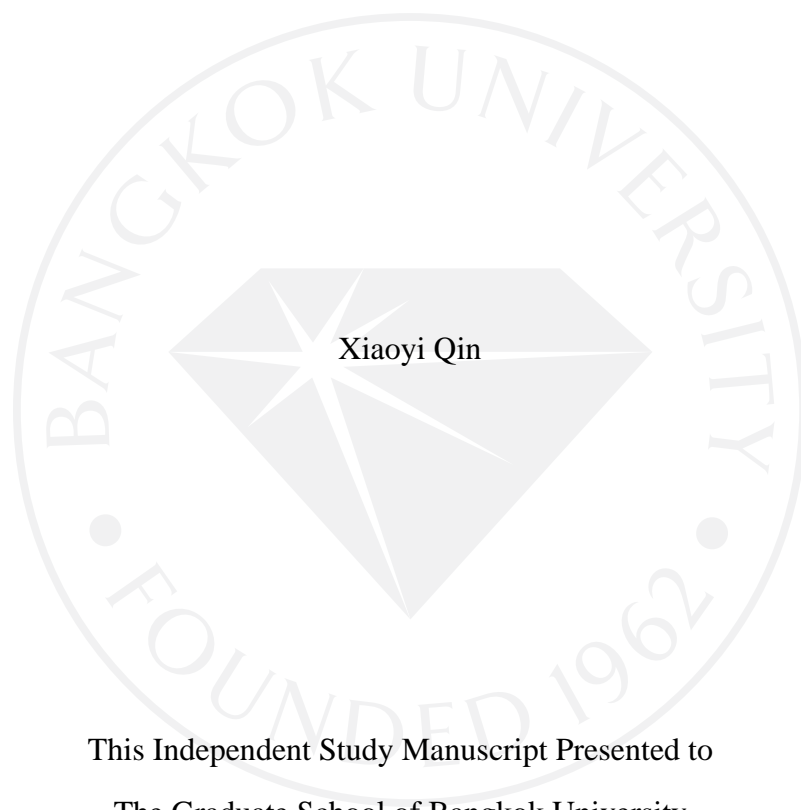 BANGKOK UNIVERSITY
Xiaoyi Qin
• FOUNDED 1962 •
This Independent Study Manuscript Presented to
The Graduate School of Bangkok University